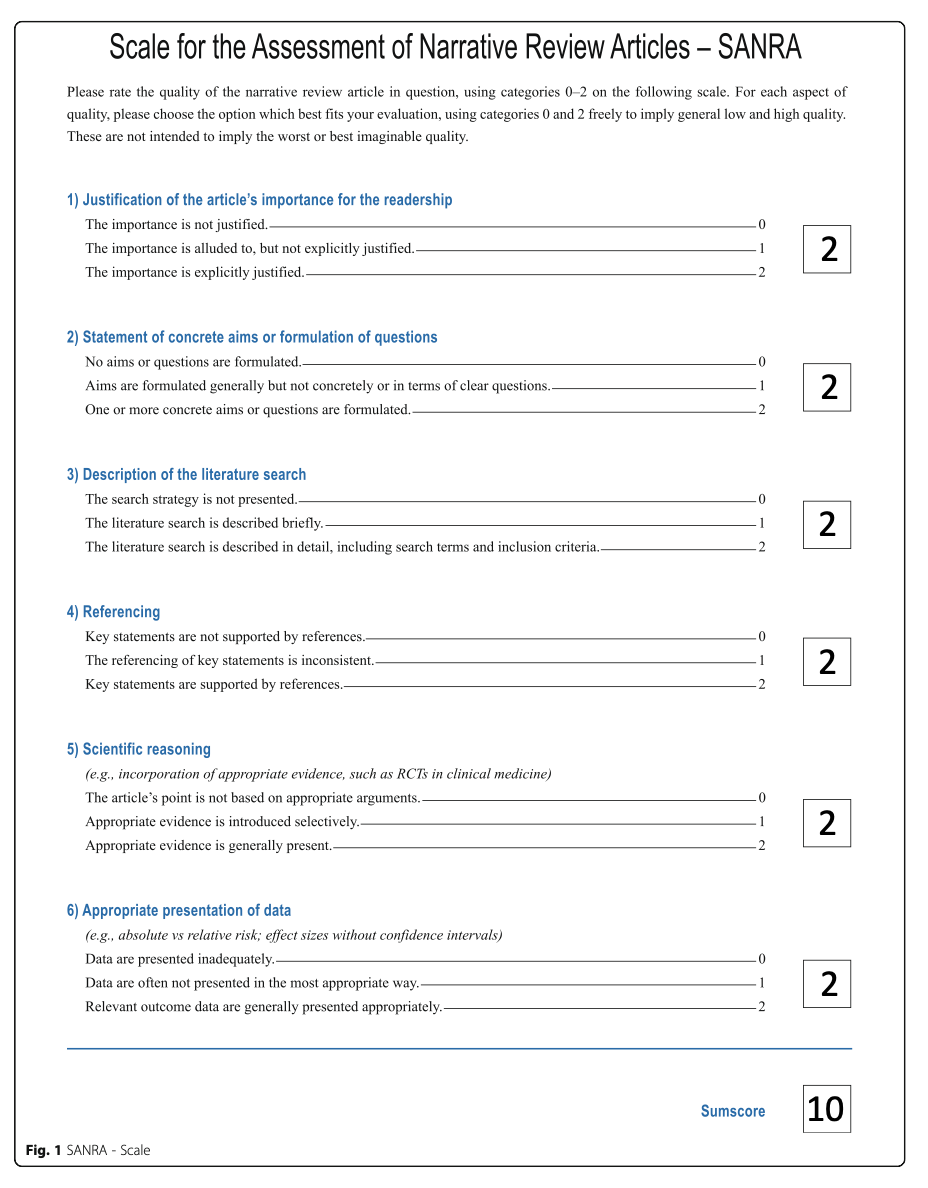 Scale for the Assessment of Narrative Review Articles – SANRA
Please rate the quality of the narrative review article in question, using categories 0–2 on the following scale. For each aspect of
quality, please choose the option which best fits your evaluation, using categories 0 and 2 freely to imply general low and high quality.
These are not intended to imply the worst or best imaginable quality.
1) Justification of the article's importance for the readership
The importance is not justified. 0
The importance is alluded to, but not explicitly justified. 1
The importance is explicitly justified. 2
2
2) Statement of concrete aims or formulation of questions
No aims or questions are formulated. 0
Aims are formulated generally but not concretely or in terms of clear questions. 1
One or more concrete aims or questions are formulated. 2
2
3) Description of the literature search
The search strategy is not presented. 0
The literature search is described briefly. 1
The literature search is described in detail, including search terms and inclusion criteria. 2
2
4) Referencing
Key statements are not supported by references. 0
The referencing of key statements is inconsistent. 1
Key statements are supported by references. 2
2
5) Scientific reasoning
(e.g., incorporation of appropriate evidence, such as RCTs in clinical medicine)
The article's point is not based on appropriate arguments. 0
Appropriate evidence is introduced selectively. 1
Appropriate evidence is generally present. 2
2
6) Appropriate presentation of data
(e.g., absolute vs relative risk; effect sizes without confidence intervals)
Data are presented inadequately. 0
Data are often not presented in the most appropriate way. 1
Relevant outcome data are generally presented appropriately. 2
2
Sumscore 10
Fig. 1 SANRA - Scale